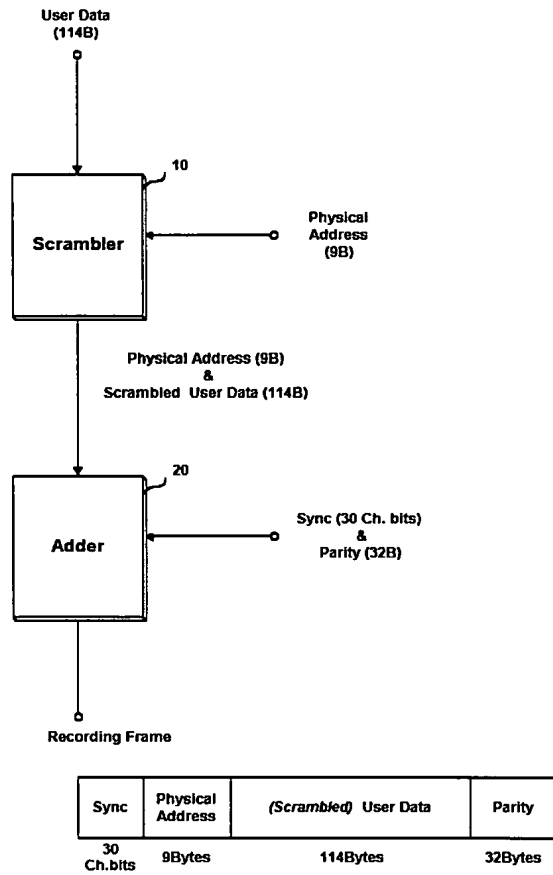 User Data
(114B)
10
Scrambler
Physical
Address
(9B)
Physical Address (9B)
&
Scrambled User Data (114B)
20
Adder
Sync (30 Ch. bits)
&
Parity (32B)
Recording Frame
Sync
Physical
Address
(Scrambled) User Data
Parity
30
Ch.bits
9Bytes
114Bytes
32Bytes